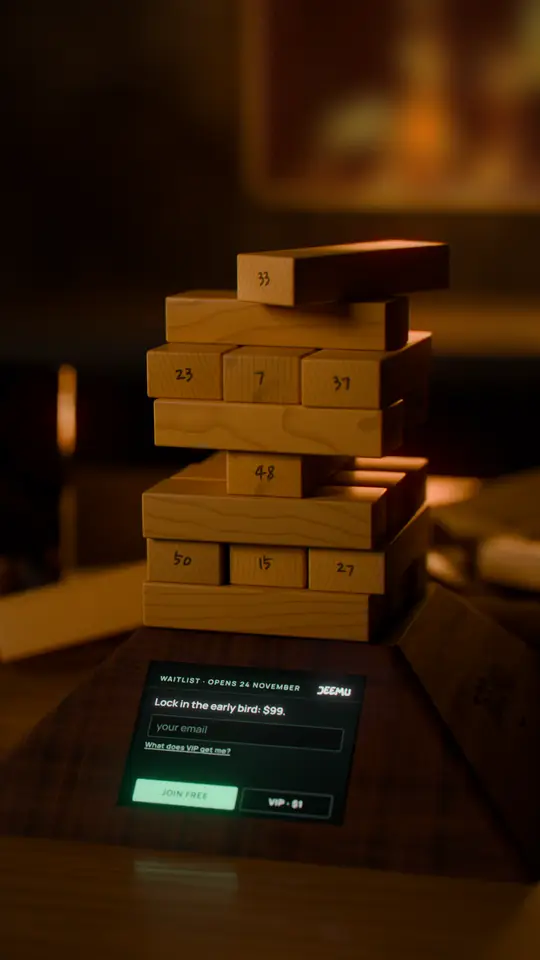 33
23 7 37
48
50 15 27
WAITLIST · OPENS 24 NOVEMBER JEEMU
Lock in the early bird: $99.
your email
What does VIP get me?
JOIN FREE VIP · $1